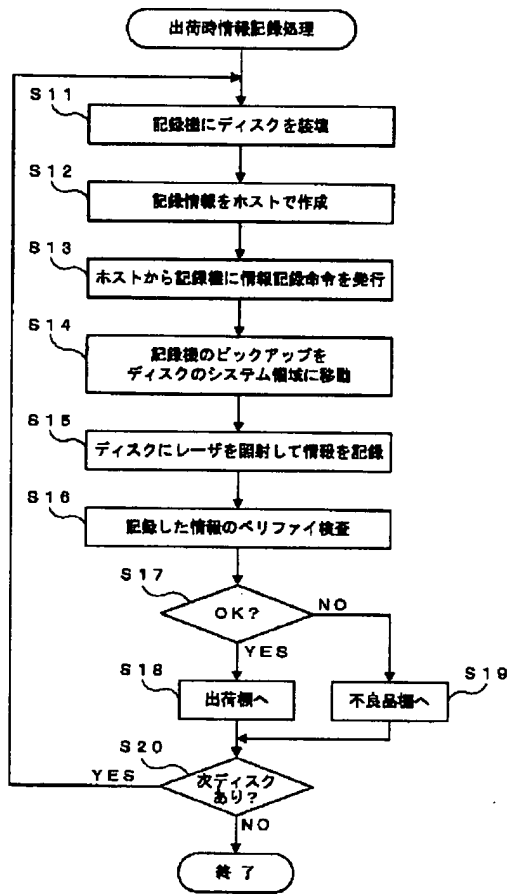 出荷時情報記録処理
S11
記録機にディスクを装填
S12
記録情報をホストで作成
S13
ホストから記録機に情報記録命令を発行
S14
記録機のピックアップを
ディスクのシステム領域に移動
S15
ディスクにレーザを照射して情報を記録
S16
記録した情報のベリファイ検査
S17
OK?
NO
YES
S18
出荷棚へ
S19
不良品棚へ
S20
YES
次ディスク
あり?
NO
終了